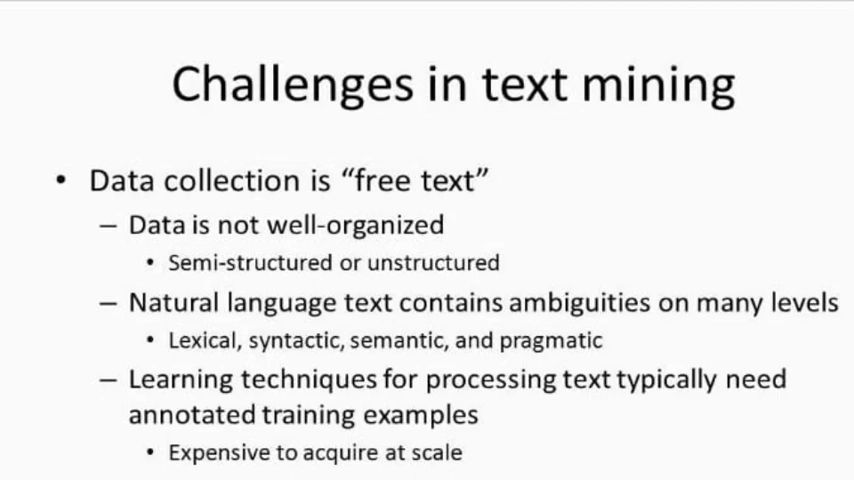 Challenges in text mining
• Data collection is “free text”
– Data is not well-organized
• Semi-structured or unstructured
– Natural language text contains ambiguities on many levels
• Lexical, syntactic, semantic, and pragmatic
– Learning techniques for processing text typically need
annotated training examples
• Expensive to acquire at scale